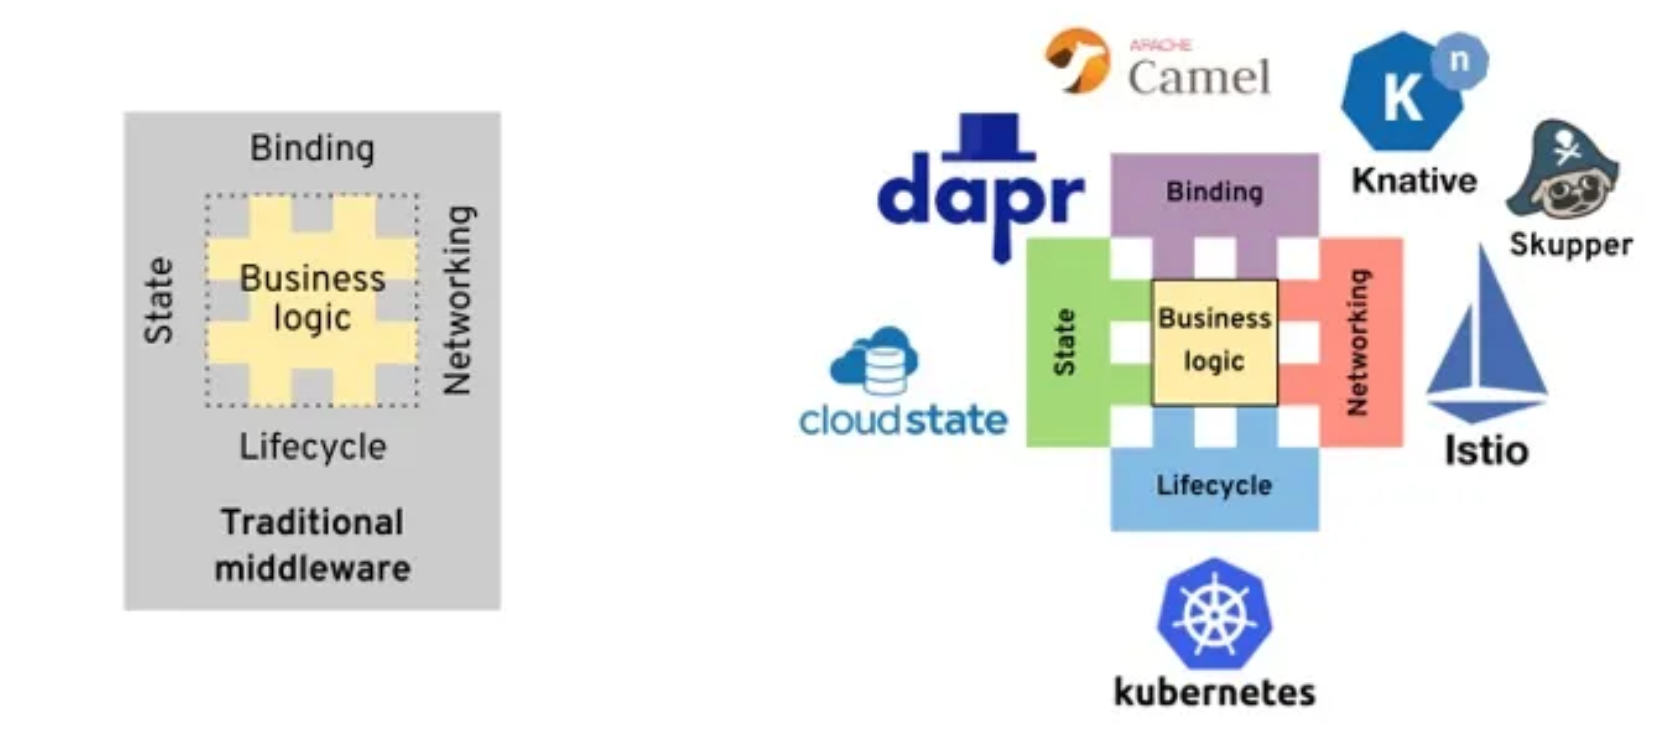 Binding
State
Business
logic
Networking
Lifecycle
Traditional
middleware
APACHE
Camel
K
n
Knative
dapr
Skupper
Binding
State
Business
logic
Networking
Lifecycle
cloudstate
Istio
kubernetes